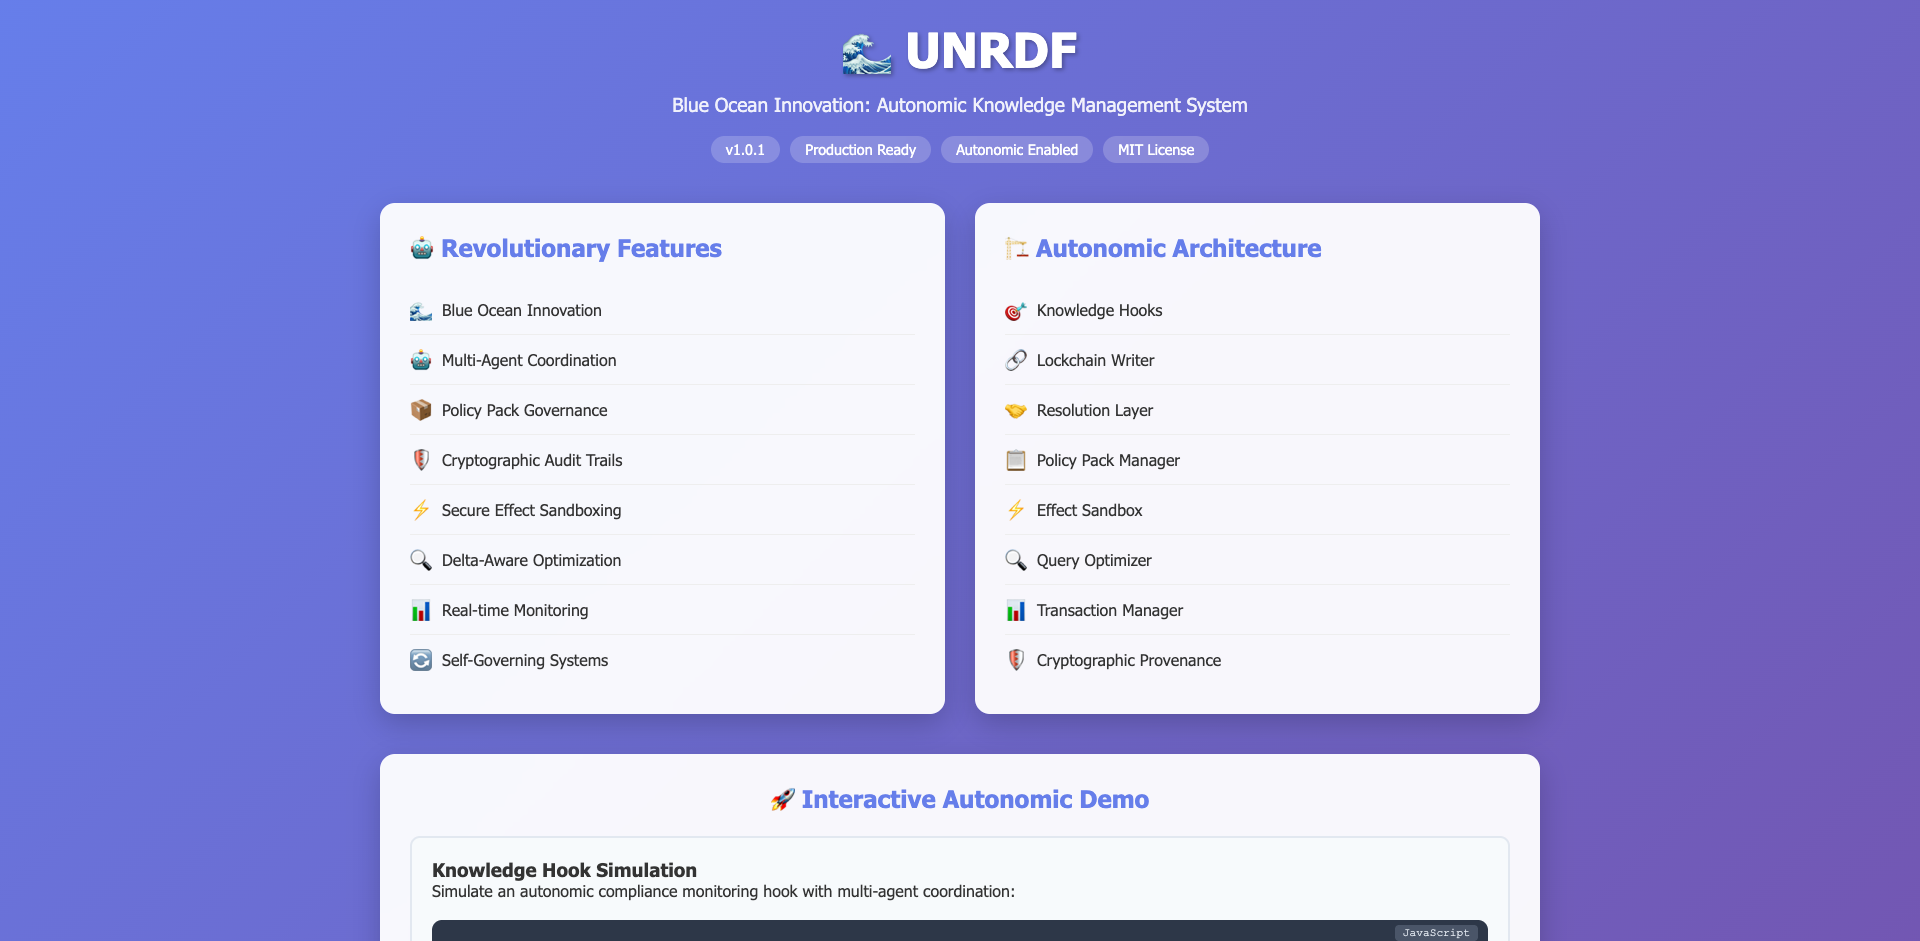 UNRDF
Blue Ocean Innovation: Autonomic Knowledge Management System
v1.0.1
Production Ready
Autonomic Enabled
MIT License
Revolutionary Features
Blue Ocean Innovation
Multi-Agent Coordination
Policy Pack Governance
Cryptographic Audit Trails
Secure Effect Sandboxing
Delta-Aware Optimization
Real-time Monitoring
Self-Governing Systems
Autonomic Architecture
Knowledge Hooks
Lockchain Writer
Resolution Layer
Policy Pack Manager
Effect Sandbox
Query Optimizer
Transaction Manager
Cryptographic Provenance
Interactive Autonomic Demo
Knowledge Hook Simulation
Simulate an autonomic compliance monitoring hook with multi-agent coordination:
JavaScript